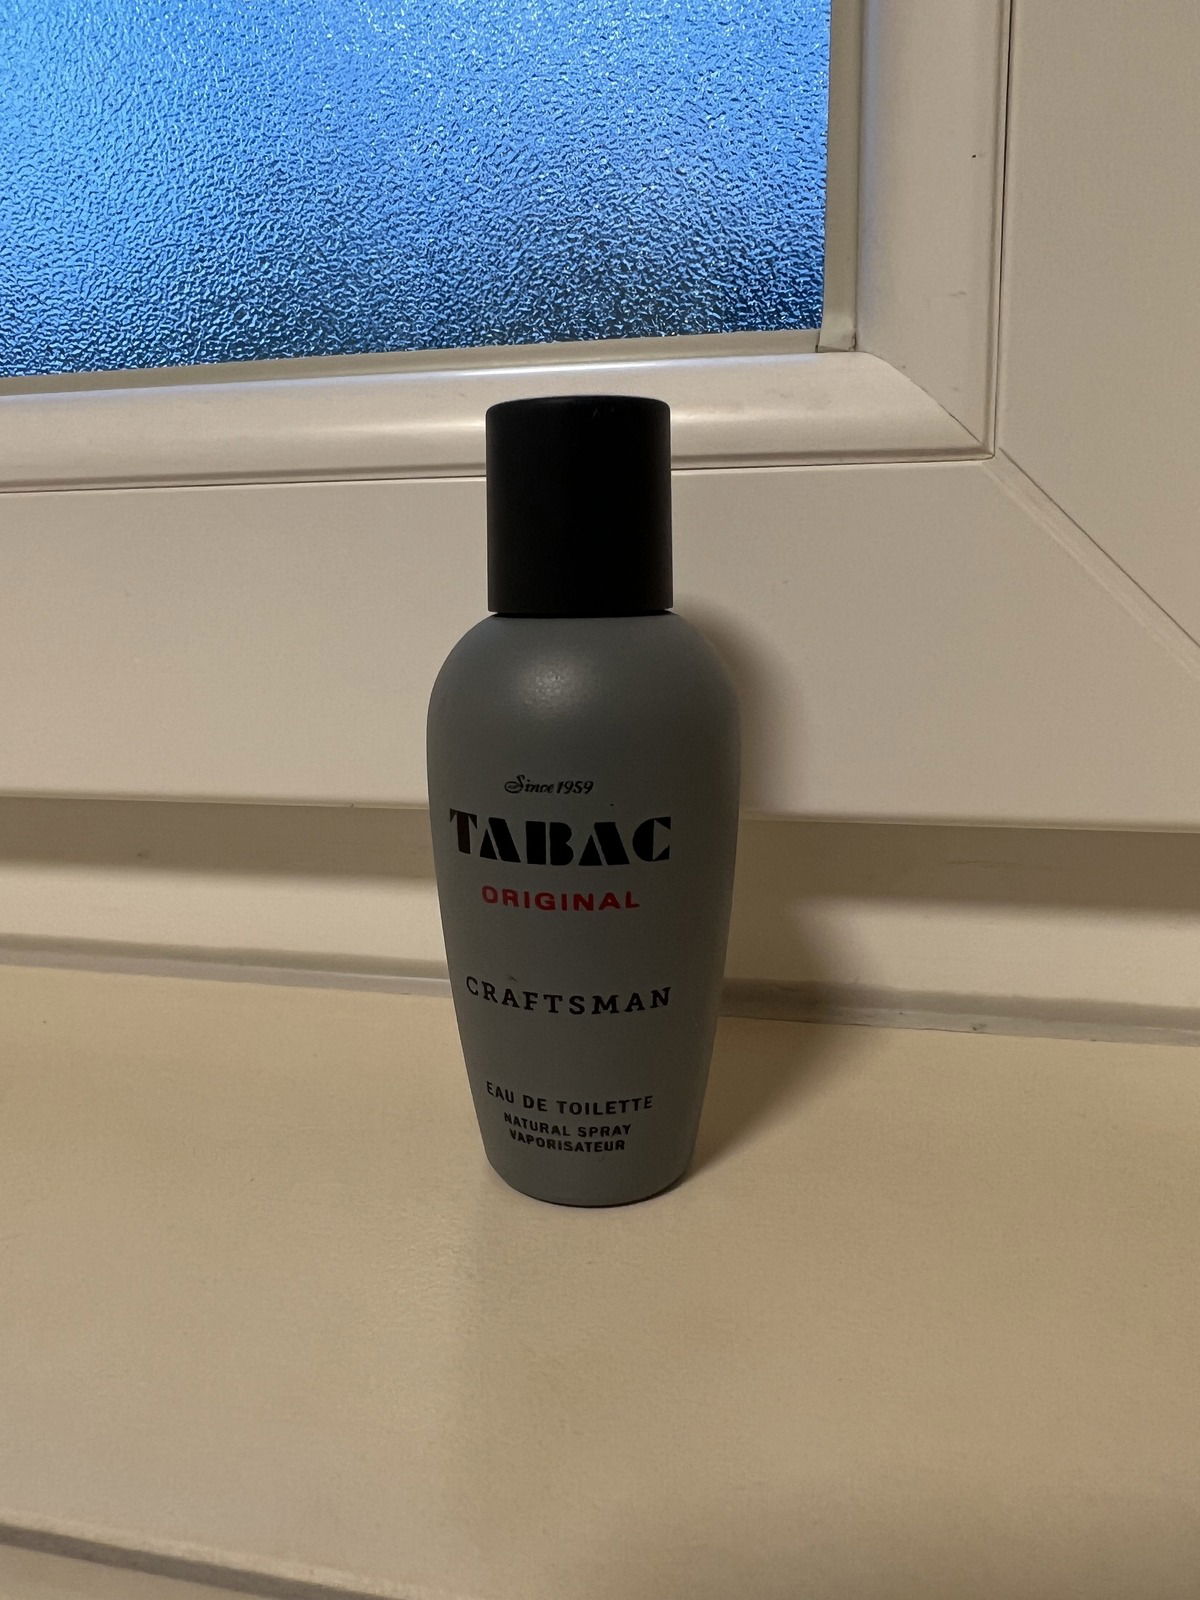 Since 1959
TABAC
ORIGINAL
CRAFTSMAN
EAU DE TOILETTE
NATURAL SPRAY
VAPORISATEUR